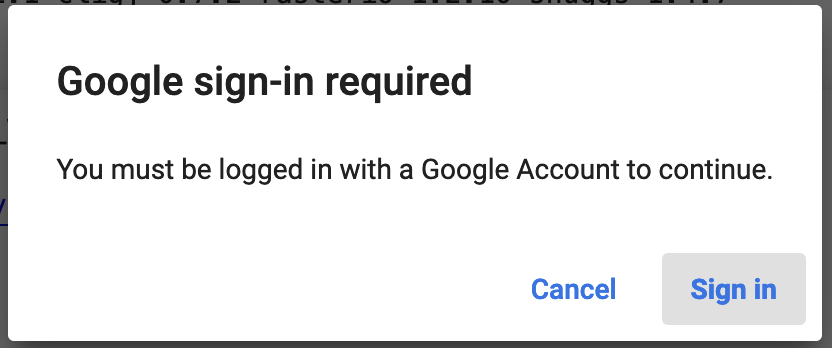 Google sign-in required
You must be logged in with a Google Account to continue.
Cancel
Sign in